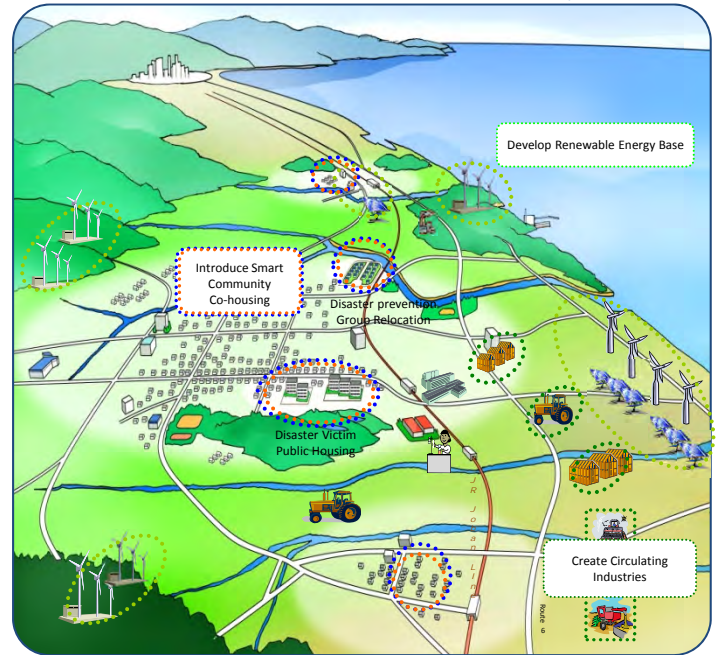 Develop Renewable Energy Base
Introduce Smart
Community
Co-housing
Disaster prevention
Group Relocation
Disaster Victim
Public Housing
JR Joban Line
Create Circulating
Industries
Route 6